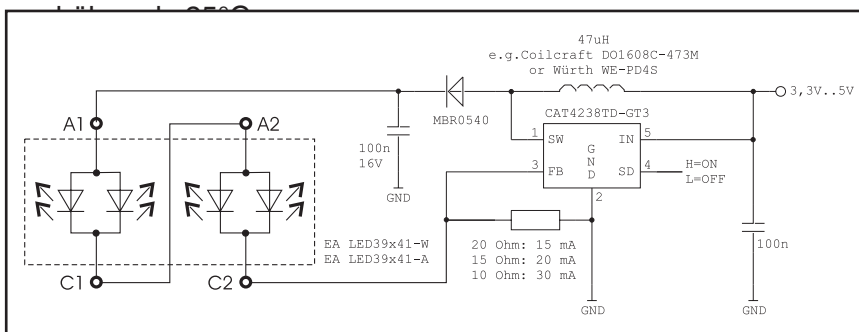 47uH
e.g.Coilcraft DO1608C-473M
or Würth WE-PD4S
3,3V..5V
MBR0540
CAT4238TD-GT3
A1
A2
100n
16V
GND
1
SW
IN
5
3
FB
GND
SD
4
H=ON
L=OFF
2
EA LED39x41-W
EA LED39x41-A
20 Ohm: 15 mA
15 Ohm: 20 mA
10 Ohm: 30 mA
100n
C1
C2
GND
GND